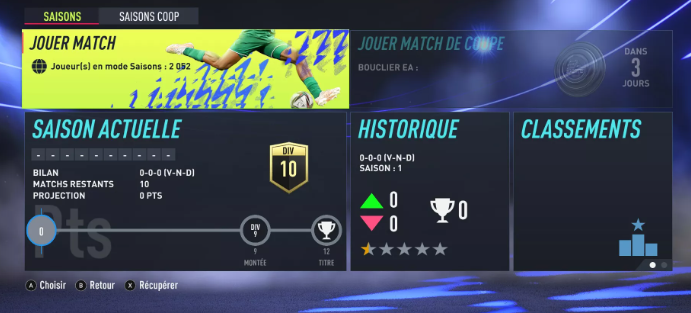 SAISONS
SAISONS COOP
JOUER MATCH
Joueur(s) en mode Saisons : 2 052
JOUER MATCH DE COUPE
BOUCLIER EA :
DANS
3
JOURS
SAISON ACTUELLE
- - - - - - - - - -
BILAN 0-0-0 (V-N-D)
MATCHS RESTANTS 10
PROJECTION 0 PTS
DIV
10
Pts
0
DIV
9
9
MONTÉE
12
TITRE
HISTORIQUE
0-0-0 (V-N-D)
SAISON : 1
0
0
0
CLASSEMENTS
A Choisir B Retour X Récupérer